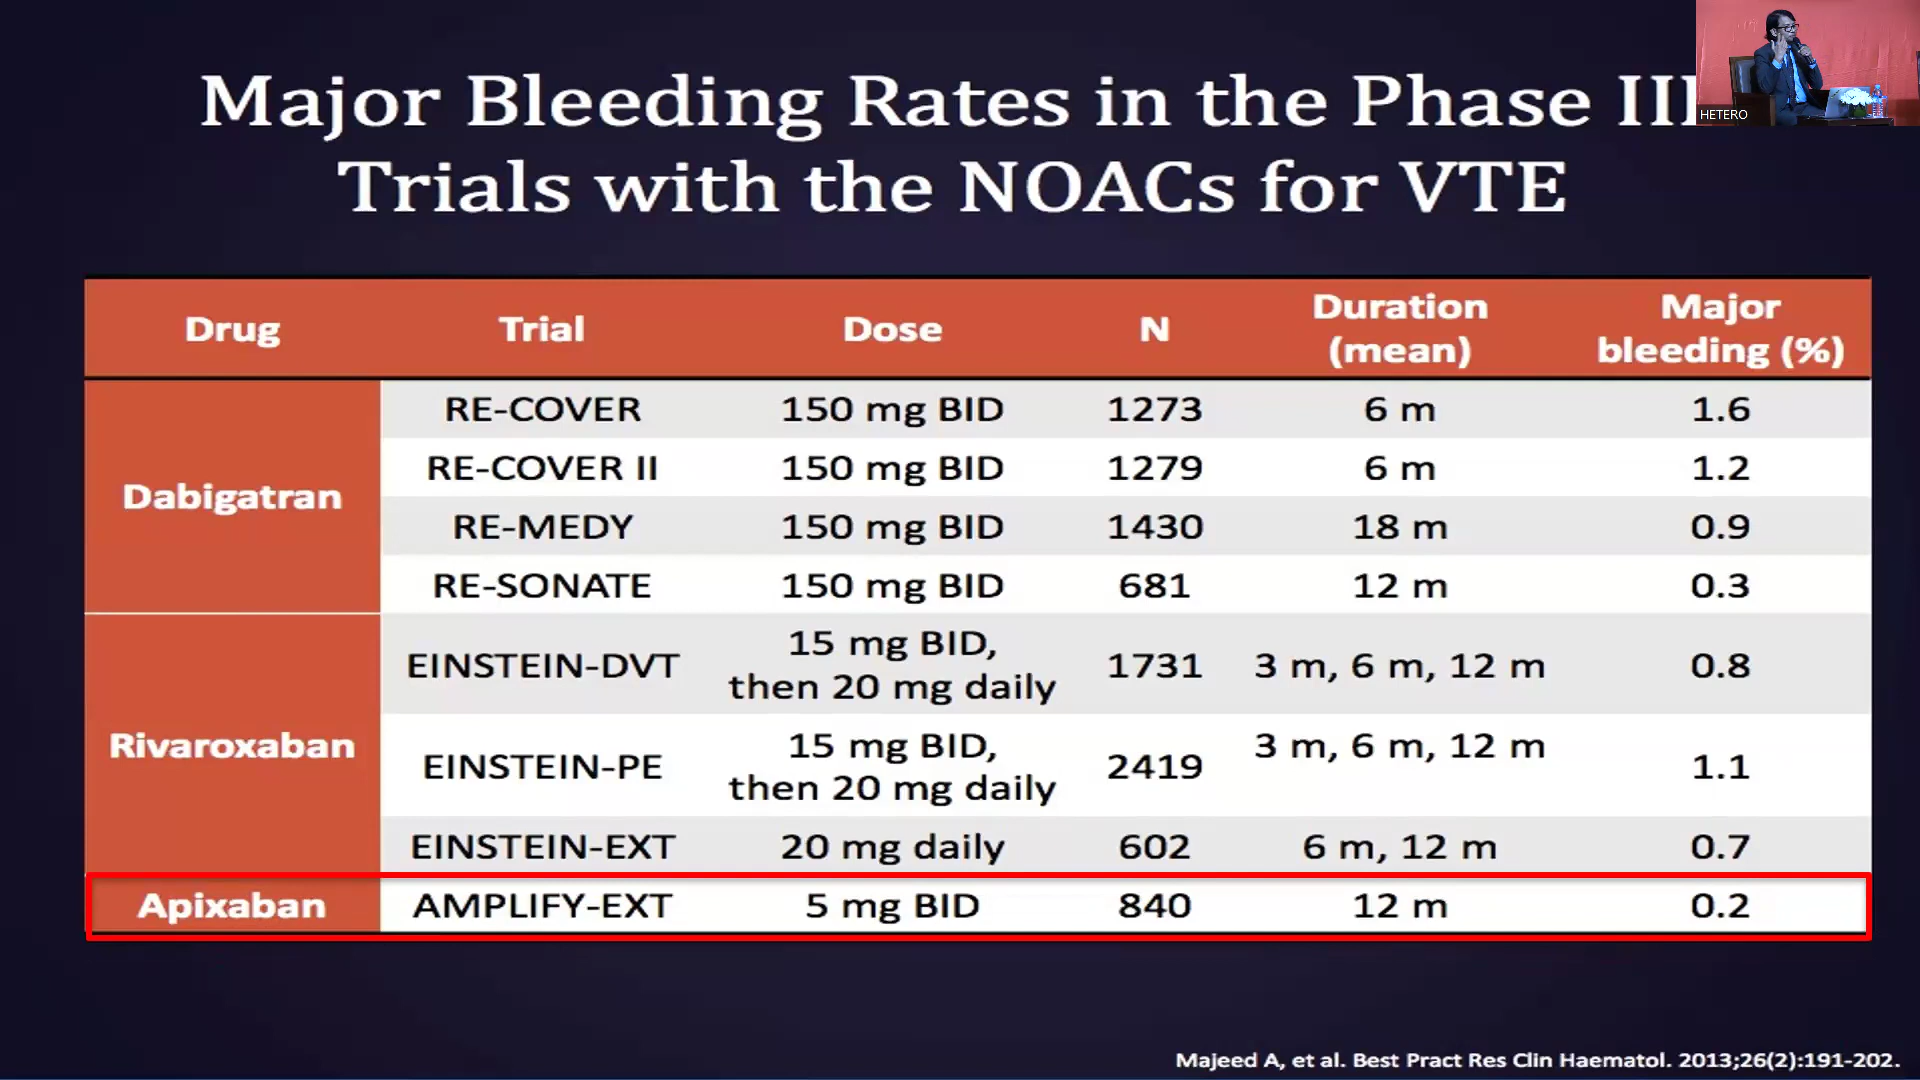 Major Bleeding Rates in the Phase III
Trials with the NOACs for VTE
HETERO
Drug Trial Dose N Duration (mean) Major bleeding (%)
Dabigatran
RE-COVER 150 mg BID 1273 6 m 1.6
RE-COVER II 150 mg BID 1279 6 m 1.2
RE-MEDY 150 mg BID 1430 18 m 0.9
RE-SONATE 150 mg BID 681 12 m 0.3
Rivaroxaban
EINSTEIN-DVT 15 mg BID, then 20 mg daily 1731 3 m, 6 m, 12 m 0.8
EINSTEIN-PE 15 mg BID, then 20 mg daily 2419 3 m, 6 m, 12 m 1.1
EINSTEIN-EXT 20 mg daily 602 6 m, 12 m 0.7
Apixaban AMPLIFY-EXT 5 mg BID 840 12 m 0.2
Majeed A, et al. Best Pract Res Clin Haematol. 2013;26(2):191-202.